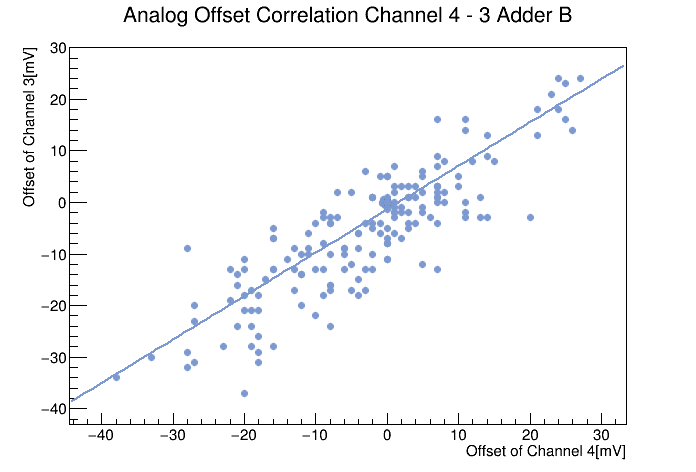 Analog Offset Correlation Channel 4 - 3 Adder B
Offset of Channel 3[mV]
30
20
10
0
−10
−20
−30
−40
−40 −30 −20 −10 0 10 20 30
Offset of Channel 4[mV]